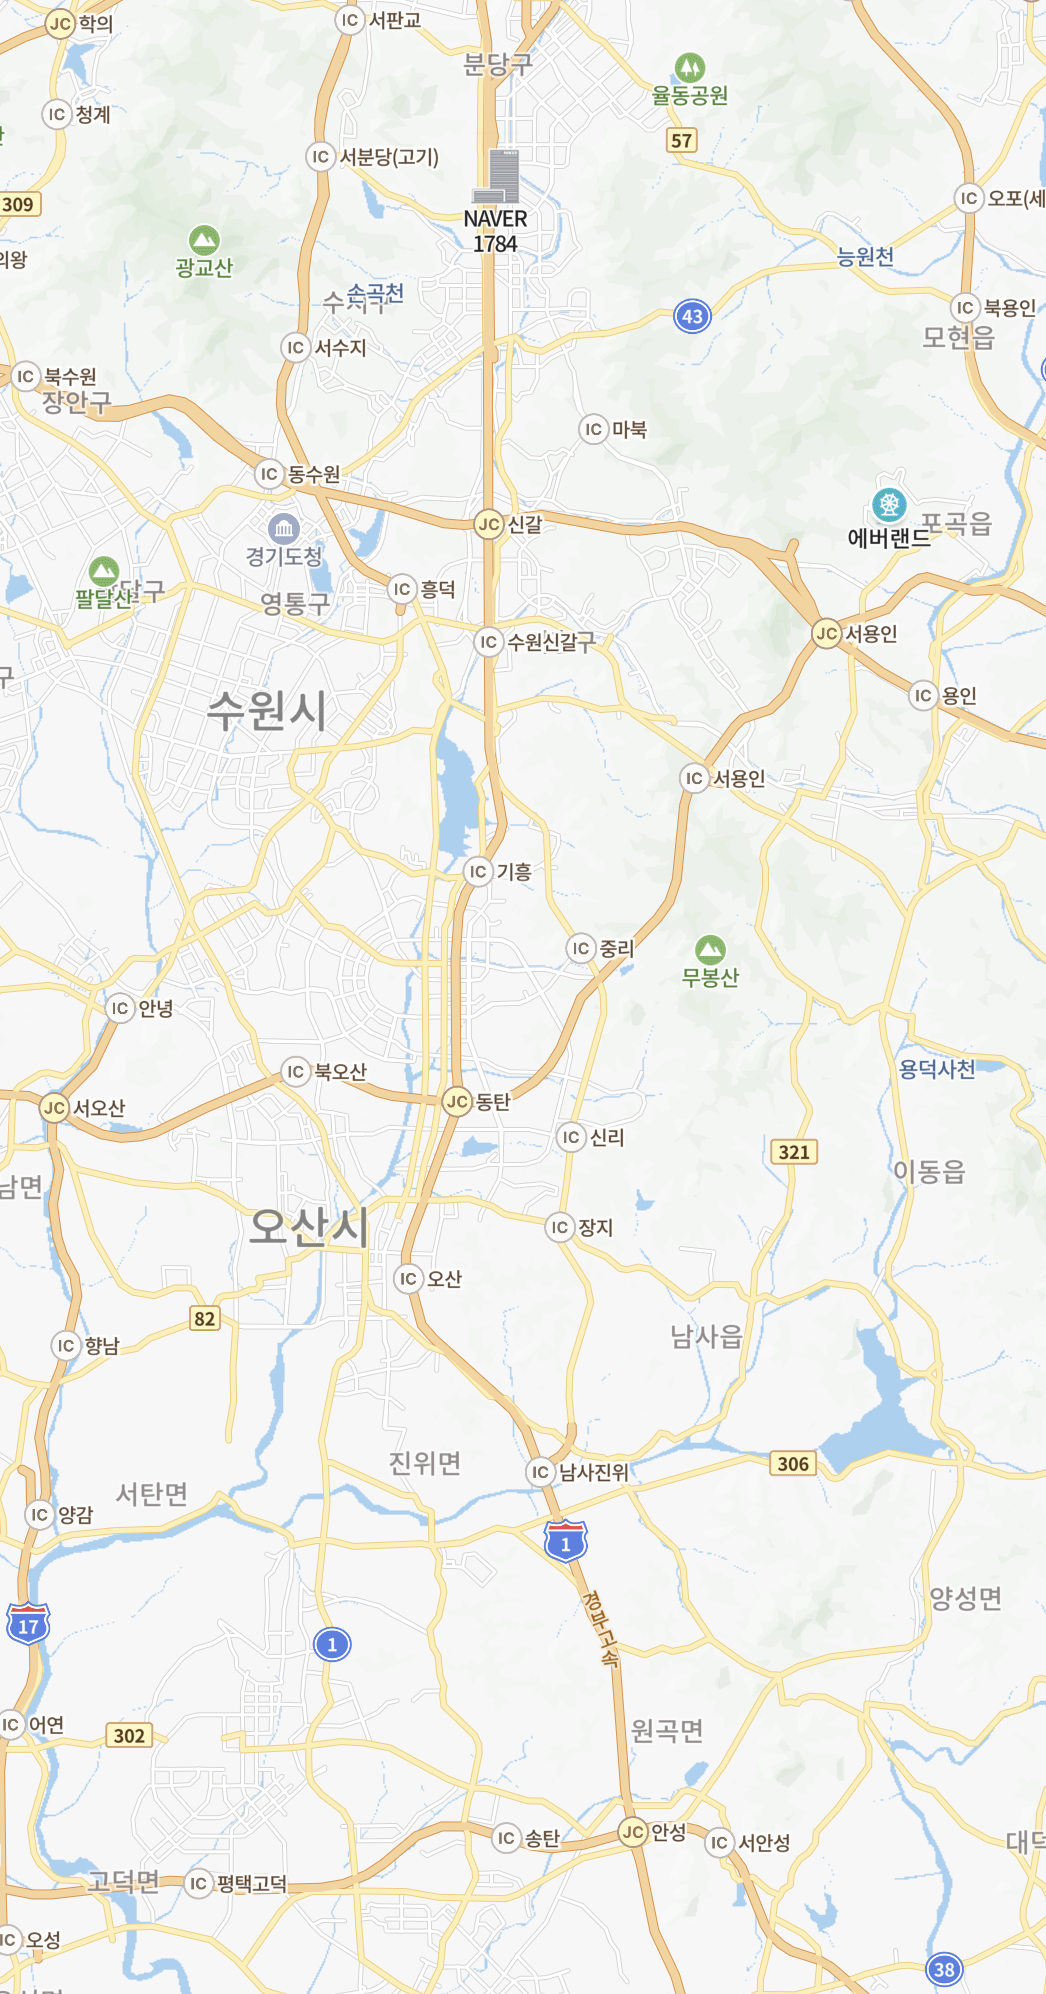 JC 학의
IC 서판교
분당구
율동공원
IC 청계
57
IC 서분당(고기)
309
NAVER
1784
IC 오포(세
광교산
의왕
능원천
손곡천
43
IC 북용인
모현읍
IC 서수지
IC 북수원
장안구
IC 마북
IC 동수원
JC 신갈
경기도청
에버랜드
포곡읍
팔달산
IC 흥덕
영통구
IC 수원신갈
구
JC 서용인
구
수원시
IC 용인
IC 서용인
IC 기흥
IC 중리
무봉산
IC 안녕
IC 북오산
용덕사천
JC 서오산
JC 동탄
IC 신리
321
이동읍
남면
오산시
IC 장지
IC 오산
82
남사읍
IC 향남
진위면
306
IC 남사진위
서탄면
IC 양감
1
경부고속
양성면
17
1
IC 어연
302
원곡면
IC 송탄
JC 안성
IC 서안성
대덕
고덕면
IC 평택고덕
IC 오성
38